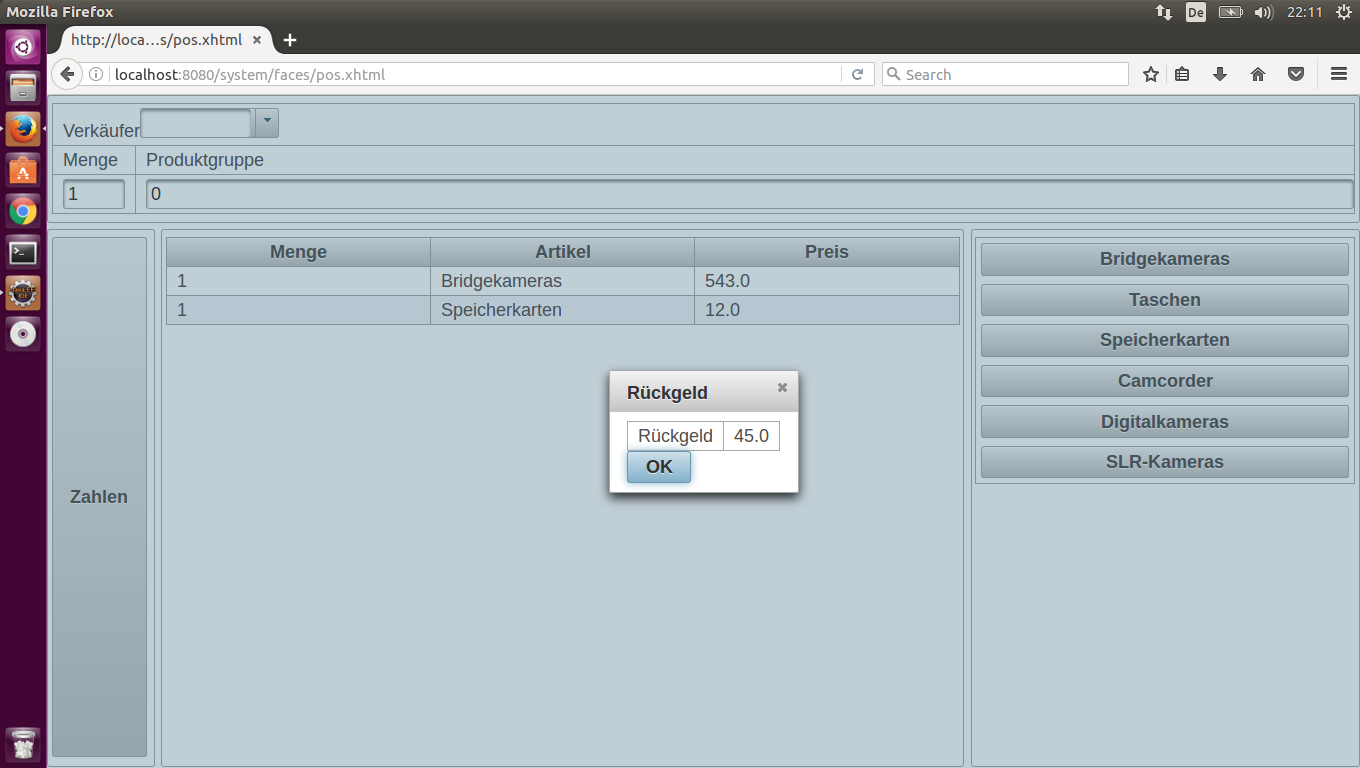 Mozilla Firefox
De
22:11
http://loca...s/pos.xhtml
localhost:8080/system/faces/pos.xhtml
Search
Verkäufer
Menge Produktgruppe
1 0
Zahlen
Menge Artikel Preis
1 Bridgekameras 543.0
1 Speicherkarten 12.0
Rückgeld
Rückgeld 45.0
OK
Bridgekameras
Taschen
Speicherkarten
Camcorder
Digitalkameras
SLR-Kameras